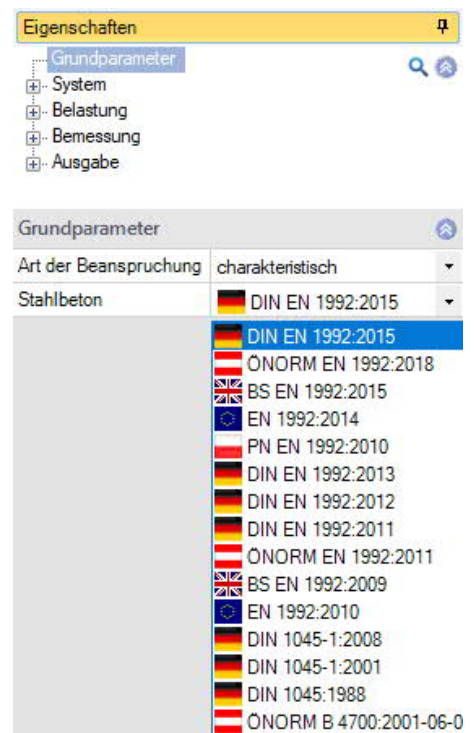 Eigenschaften
Grundparameter
System
Belastung
Bemessung
Ausgabe
Grundparameter
Art der Beanspruchung charakteristisch
Stahlbeton DIN EN 1992:2015
DIN EN 1992:2015
ÖNORM EN 1992:2018
BS EN 1992:2015
EN 1992:2014
PN EN 1992:2010
DIN EN 1992:2013
DIN EN 1992:2012
DIN EN 1992:2011
ÖNORM EN 1992:2011
BS EN 1992:2009
EN 1992:2010
DIN 1045-1:2008
DIN 1045-1:2001
DIN 1045:1988
ÖNORM B 4700:2001-06-0